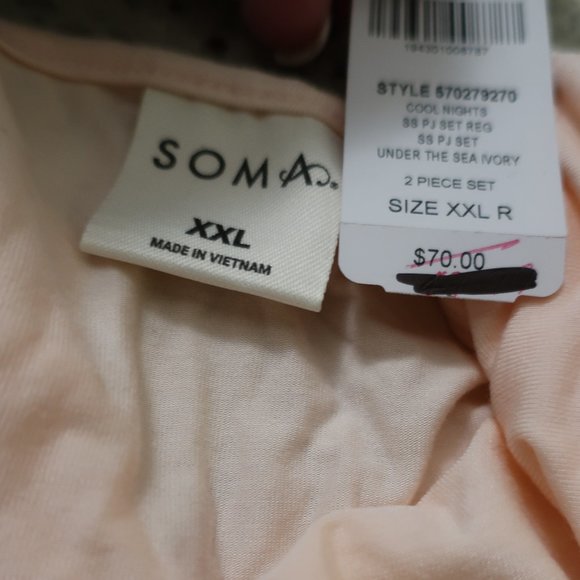 SOMA
XXL
MADE IN VIETNAM
194301008787
STYLE 570279270
COOL NIGHTS
SS PJ SET REG
SS PJ SET
UNDER THE SEA IVORY
2 PIECE SET
SIZE XXL R
$70.00